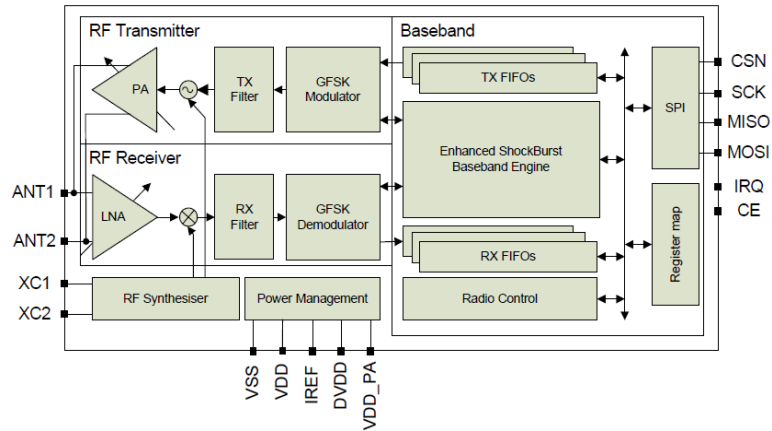 RF Transmitter
Baseband
PA
TX
Filter
GFSK
Modulator
TX FIFOs
SPI
CSN
SCK
MISO
MOSI
Enhanced ShockBurst
Baseband Engine
RF Receiver
LNA
RX
Filter
GFSK
Demodulator
ANT1
ANT2
IRQ
CE
Register map
RX FIFOs
XC1
XC2
RF Synthesiser
Power Management
Radio Control
VSS
VDD
IREF
DVDD
VDD_PA